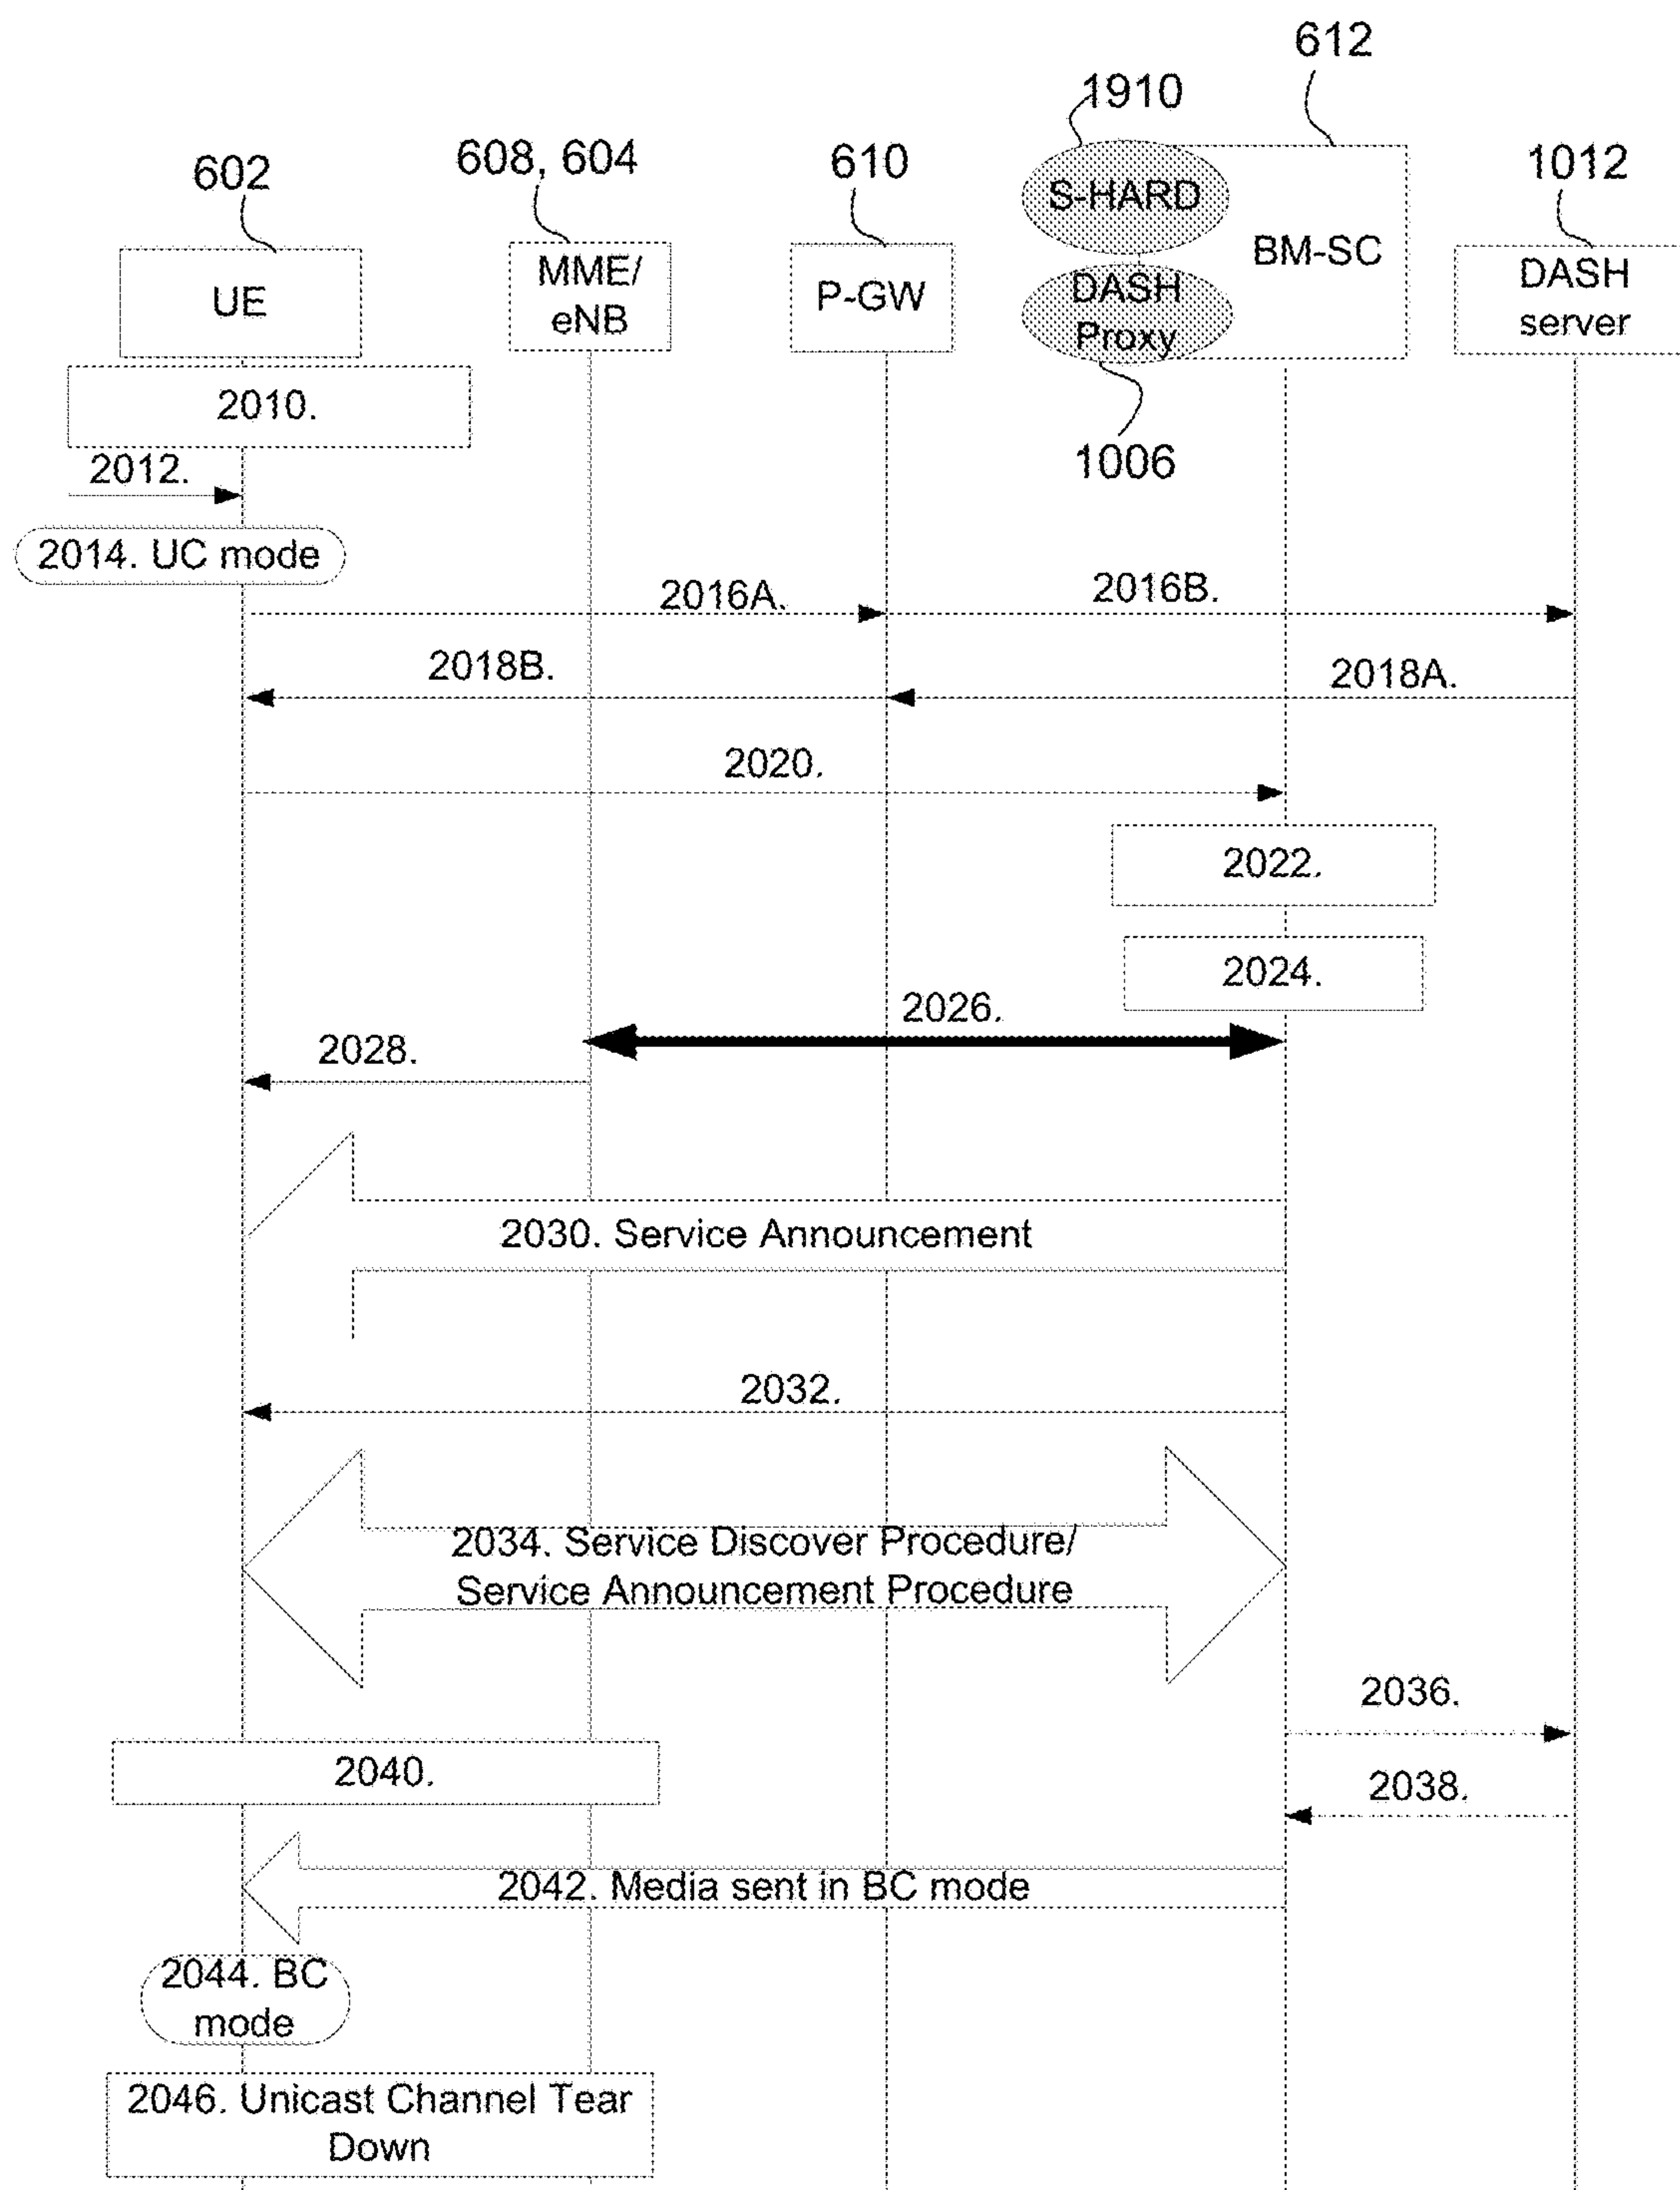 612
1910
608, 604
610
1012
602
S-HARD
MME/
eNB
BM-SC
DASH
server
UE
P-GW
DASH
Proxy
2010.
1006
2012.
2014. UC mode
2016A.
2016B.
2018B.
2018A.
2020.
2022.
2024.
2026.
2028.
2030. Service Announcement
2032.
2034. Service Discover Procedure/
Service Announcement Procedure
2036.
2040.
2038.
2042. Media sent in BC mode
2044. BC
mode
2046. Unicast Channel Tear
Down